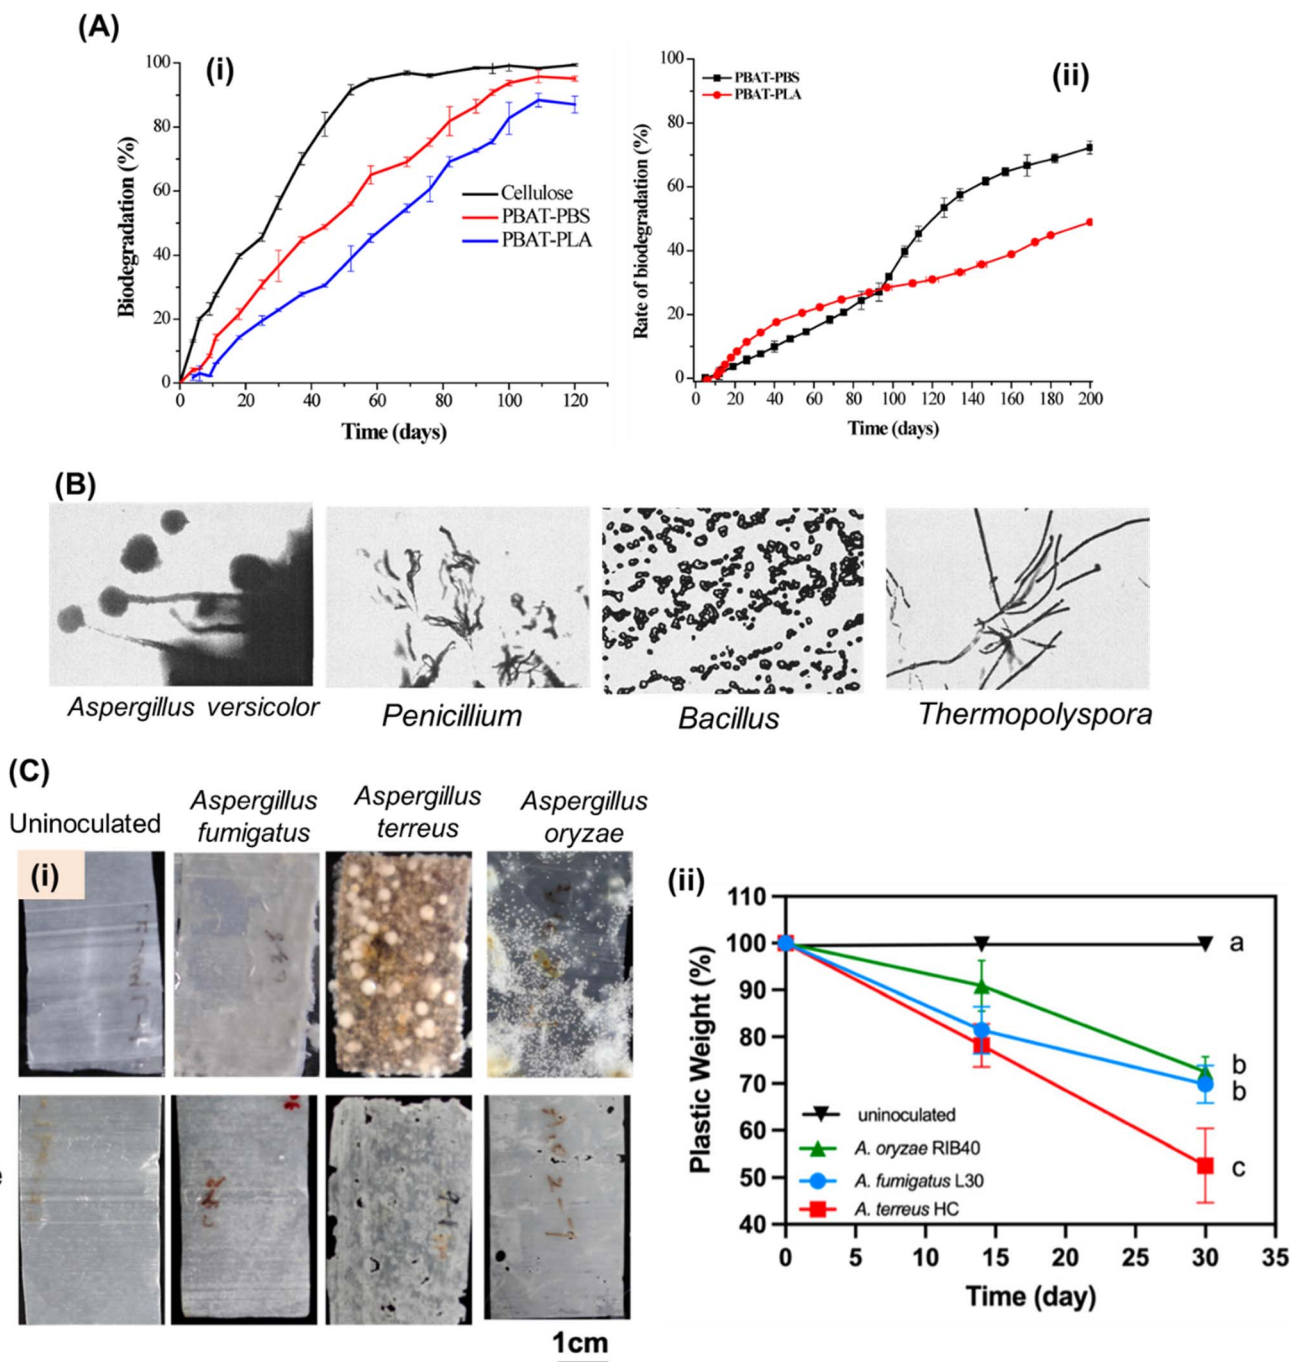 (A)
(i)
100
80
60
40
20
0
Biodegradation (%)
Cellulose
PBAT-PBS
PBAT-PLA
0 20 40 60 80 100 120
Time (days)
(ii)
100
80
60
40
20
0
Rate of biodegradation (%)
PBAT-PBS
PBAT-PLA
0 20 40 60 80 100 120 140 160 180 200
Time (days)
(B)
Aspergillus versicolor
Penicillium
Bacillus
Thermopolyspora
(C)
Uninoculated
Aspergillus
fumigatus
Aspergillus
terreus
Aspergillus
oryzae
(i)
1cm
(ii)
110
100
90
80
70
60
50
40
Plastic Weight (%)
a
b
b
c
uninoculated
A. oryzae RIB40
A. fumigatus L30
A. terreus HC
0 5 10 15 20 25 30 35
Time (day)